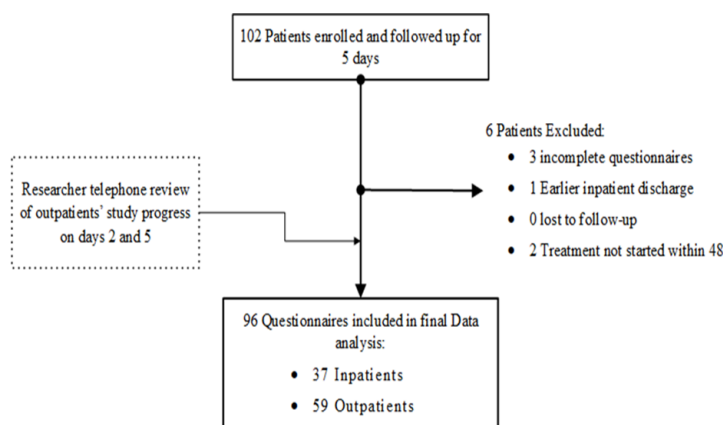 102 Patients enrolled and followed up for
5 days
6 Patients Excluded:
• 3 incomplete questionnaires
• 1 Earlier inpatient discharge
• 0 lost to follow-up
• 2 Treatment not started within 48
Researcher telephone review
of outpatients' study progress
on days 2 and 5
96 Questionnaires included in final Data
analysis:
• 37 Inpatients
• 59 Outpatients